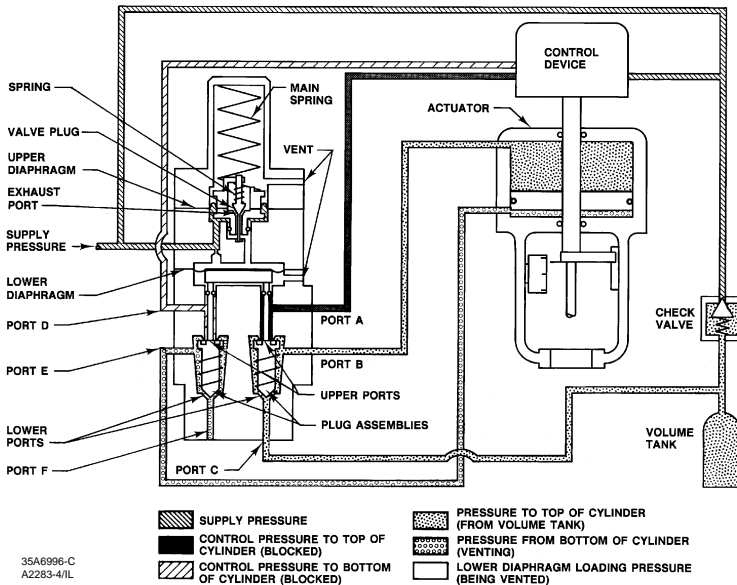 CONTROL
DEVICE
SPRING
MAIN
SPRING
ACTUATOR
VALVE PLUG
VENT
UPPER
DIAPHRAGM
EXHAUST
PORT
SUPPLY
PRESSURE
LOWER
DIAPHRAGM
PORT D
PORT A
CHECK
VALVE
PORT E
PORT B
UPPER PORTS
LOWER
PORTS
PLUG ASSEMBLIES
VOLUME
TANK
PORT F
PORT C
SUPPLY PRESSURE
CONTROL PRESSURE TO TOP OF
CYLINDER (BLOCKED)
CONTROL PRESSURE TO BOTTOM
OF CYLINDER (BLOCKED)
PRESSURE TO TOP OF CYLINDER
(FROM VOLUME TANK)
PRESSURE FROM BOTTOM OF CYLINDER
(VENTING)
LOWER DIAPHRAGM LOADING PRESSURE
(BEING VENTED)
35A6996-C
A2283-4/IL